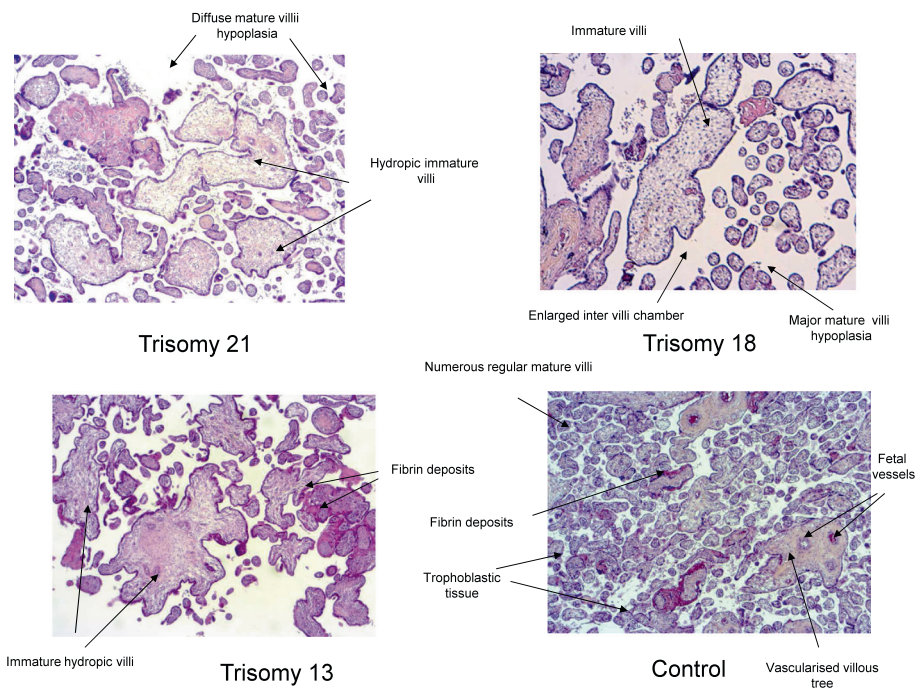 Diffuse mature villii
hypoplasia
Immature villi
Hydropic immature
villi
Enlarged inter villi chamber
Major mature villi
hypoplasia
Trisomy 21
Trisomy 18
Numerous regular mature villi
Fibrin deposits
Fetal
vessels
Fibrin deposits
Trophoblastic
tissue
Immature hydropic villi
Trisomy 13
Control
Vascularised villous
tree